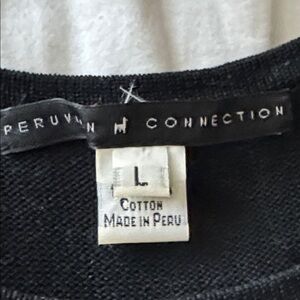 PERUVIAN CONNECTION
L
COTTON
MADE IN PERU